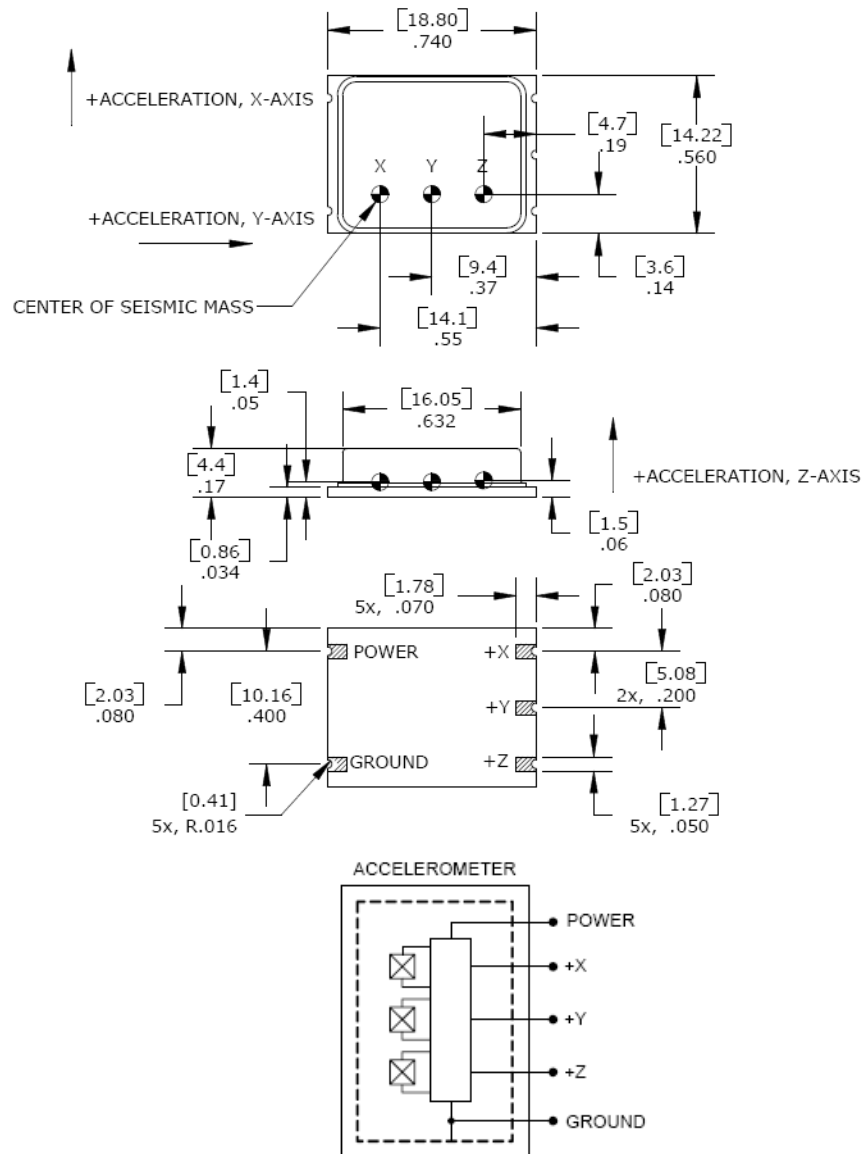 [18.80]
.740
+ACCELERATION, X-AXIS
[4.7]
.19
[14.22]
.560
X Y Z
+ACCELERATION, Y-AXIS
[9.4]
.37
[3.6]
.14
CENTER OF SEISMIC MASS
[14.1]
.55
[1.4]
.05
[16.05]
.632
[4.4]
.17
+ACCELERATION, Z-AXIS
[1.5]
.06
[0.86]
.034
[1.78]
5x, .070
[2.03]
.080
POWER
+X
[2.03]
.080
[10.16]
.400
+Y
[5.08]
2x, .200
GROUND
+Z
[0.41]
5x, R.016
[1.27]
5x, .050
ACCELEROMETER
POWER
+X
+Y
+Z
GROUND